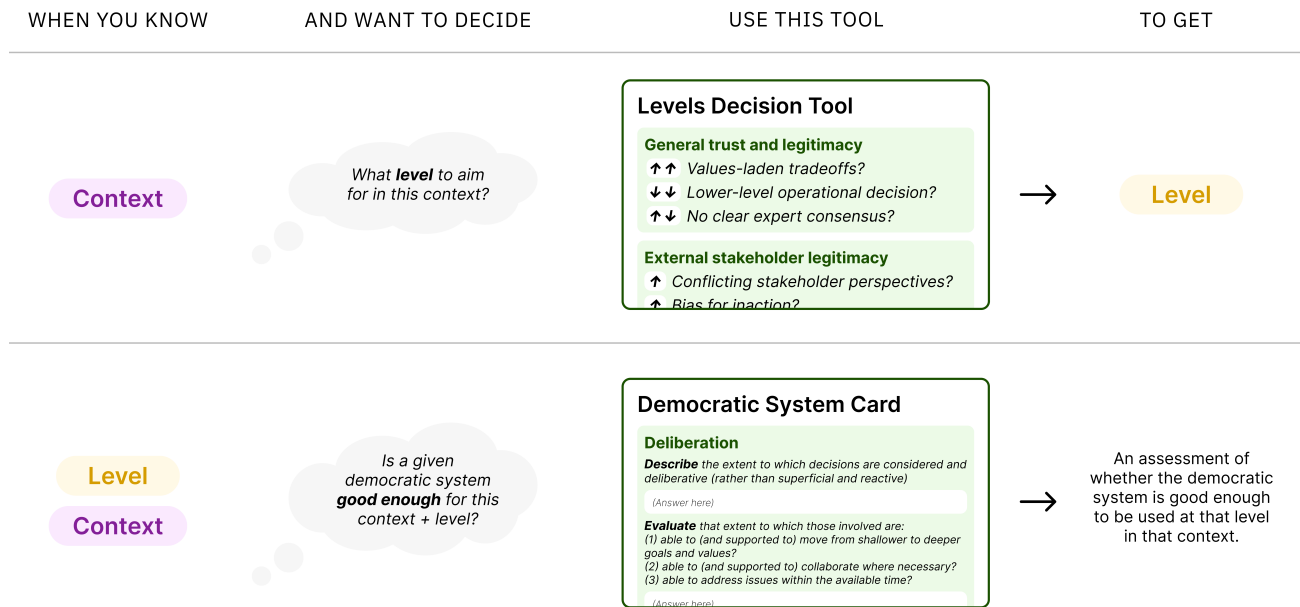 WHEN YOU KNOW
AND WANT TO DECIDE
USE THIS TOOL
TO GET
Context
What level to aim
for in this context?
Levels Decision Tool
General trust and legitimacy
↑↑ Values-laden tradeoffs?
↓↓ Lower-level operational decision?
↑↓ No clear expert consensus?
External stakeholder legitimacy
↑ Conflicting stakeholder perspectives?
↑ Bias for inaction?
→
Level
Level
Context
Is a given
democratic system
good enough for this
context + level?
Democratic System Card
Deliberation
Describe the extent to which decisions are considered and
deliberative (rather than superficial and reactive)
(Answer here)
Evaluate that extent to which those involved are:
(1) able to (and supported to) move from shallower to deeper
goals and values?
(2) able to (and supported to) collaborate where necessary?
(3) able to address issues within the available time?
(Answer here)
→
An assessment of
whether the democratic
system is good enough
to be used at that level
in that context.